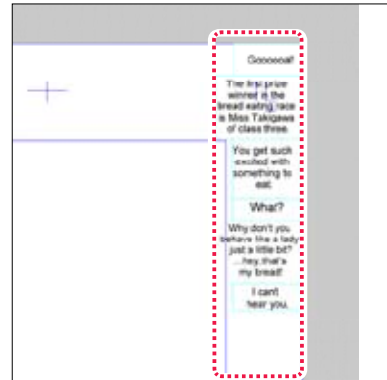 Goooooal!
The first prize
winner in the
bread eating race
is Miss Takigawa
of class three.
You get such
excited with
something to
eat.
What?
Why don't you
behave like a lady
just a little bit?
...hey, that's
my bread!
I can't
hear you.